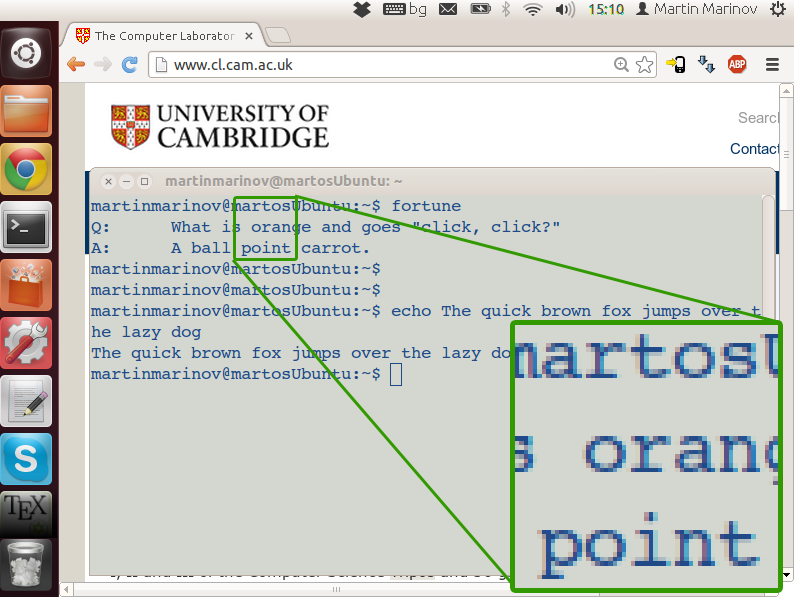 bg 15:10 Martin Marinov
The Computer Laborator
www.cl.cam.ac.uk
ABP
UNIVERSITY OF
CAMBRIDGE
Searc
Contact
martinmarinov@martosUbuntu: ~
martinmarinov@martosUbuntu:~$ fortune
Q: What is orange and goes "click, click?"
A: A ball point carrot.
martinmarinov@martosUbuntu:~$
martinmarinov@martosUbuntu:~$
martinmarinov@martosUbuntu:~$ echo The quick brown fox jumps over t
he lazy dog
The quick brown fox jumps over the lazy do
martinmarinov@martosUbuntu:~$
martosU
s orang
point
S
TEX